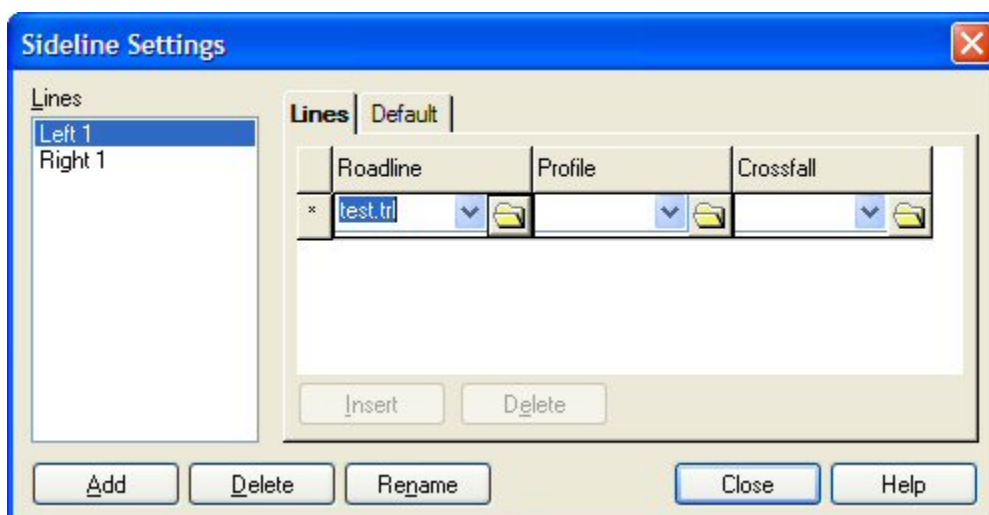 Sideline Settings
Lines
Left 1
Right 1
Lines Default
Roadline Profile Crossfall
* test.trl
Insert Delete
Add Delete Rename Close Help